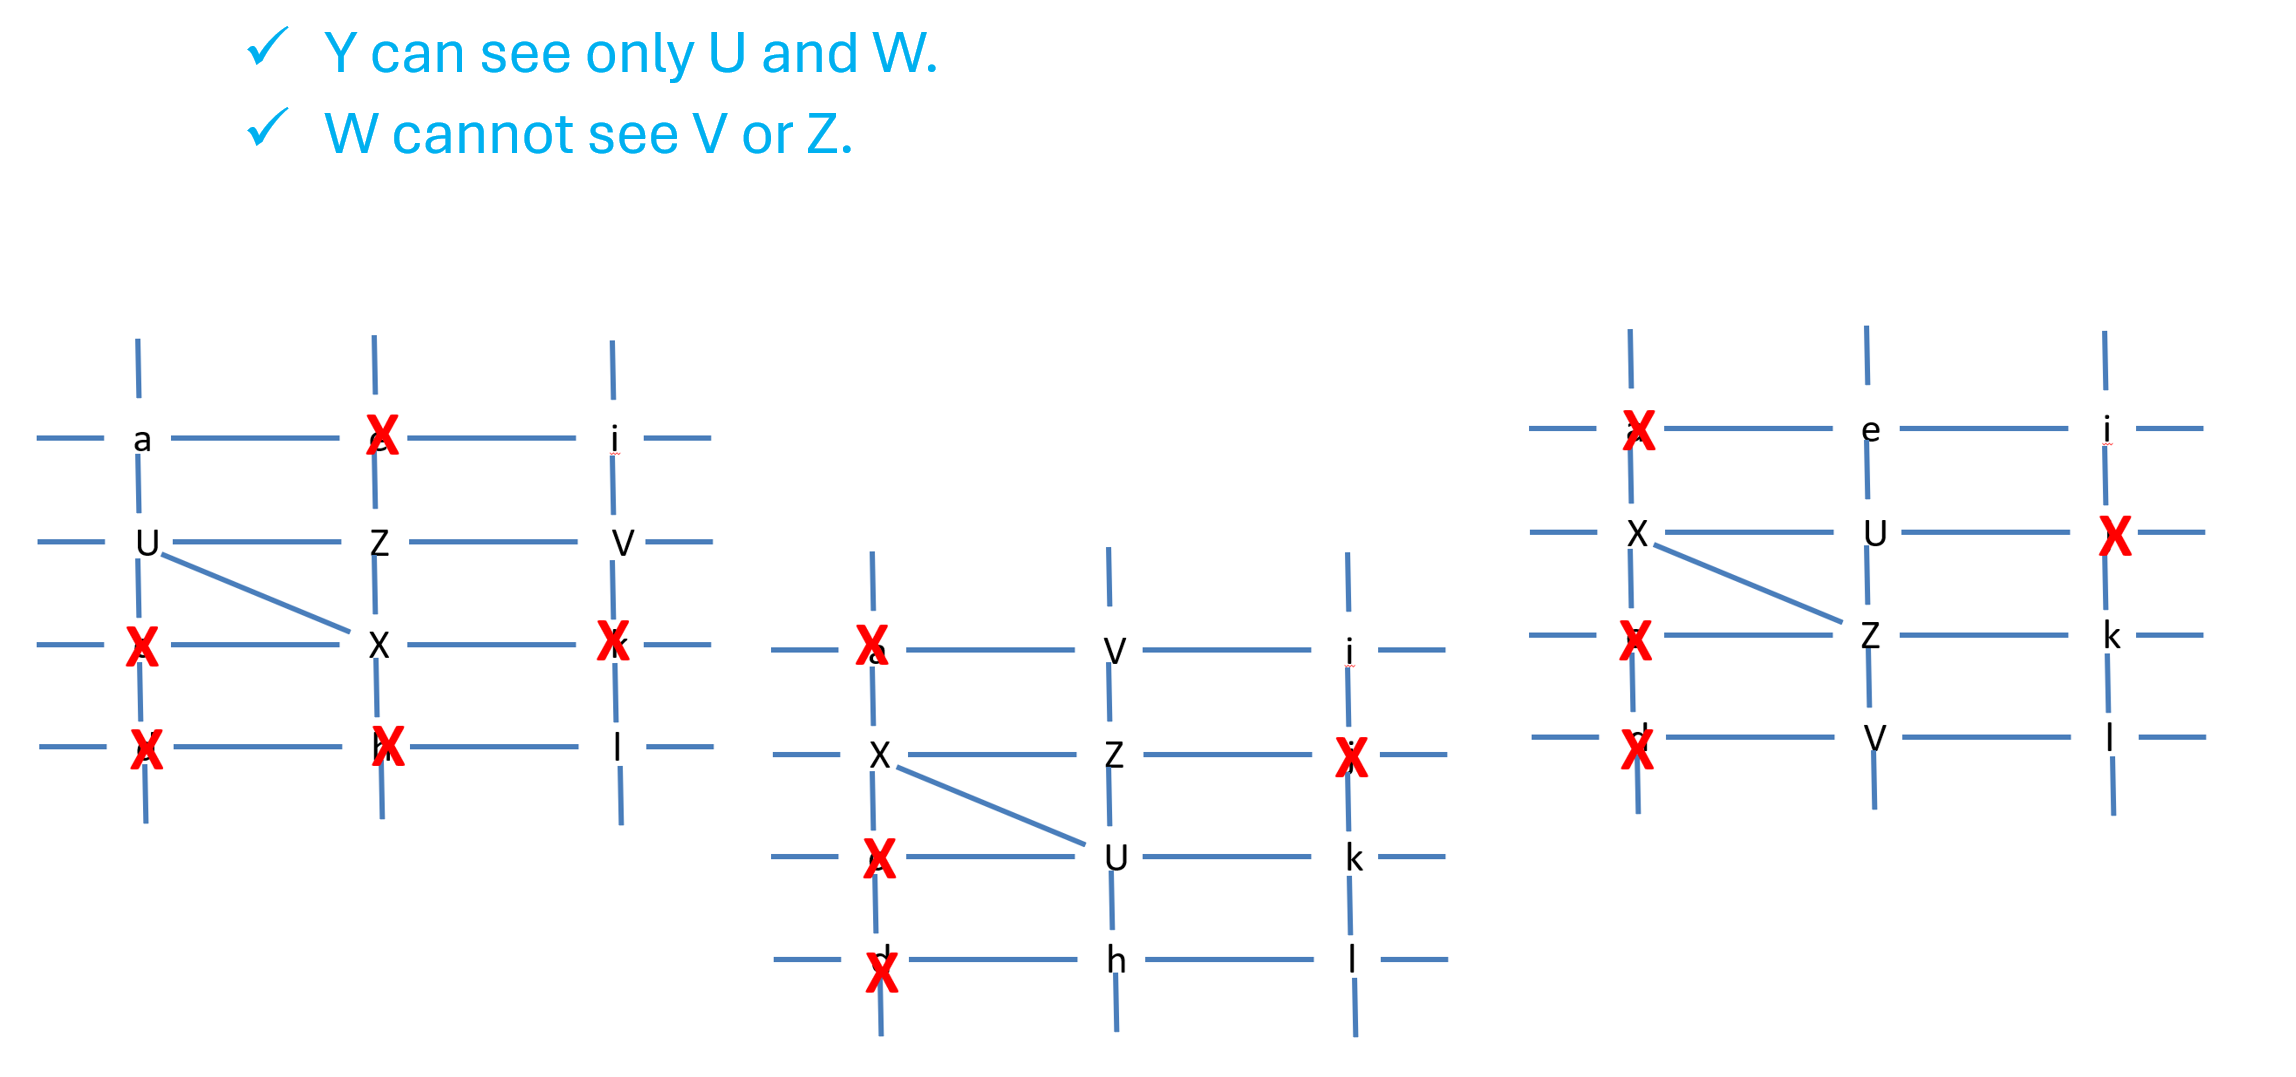 ✓ Y can see only U and W.
✓ W cannot see V or Z.
a X i
U Z V
X X X
X X l
X V i
X Z X
X U k
X h l
X e i
X U X
X Z k
X V l